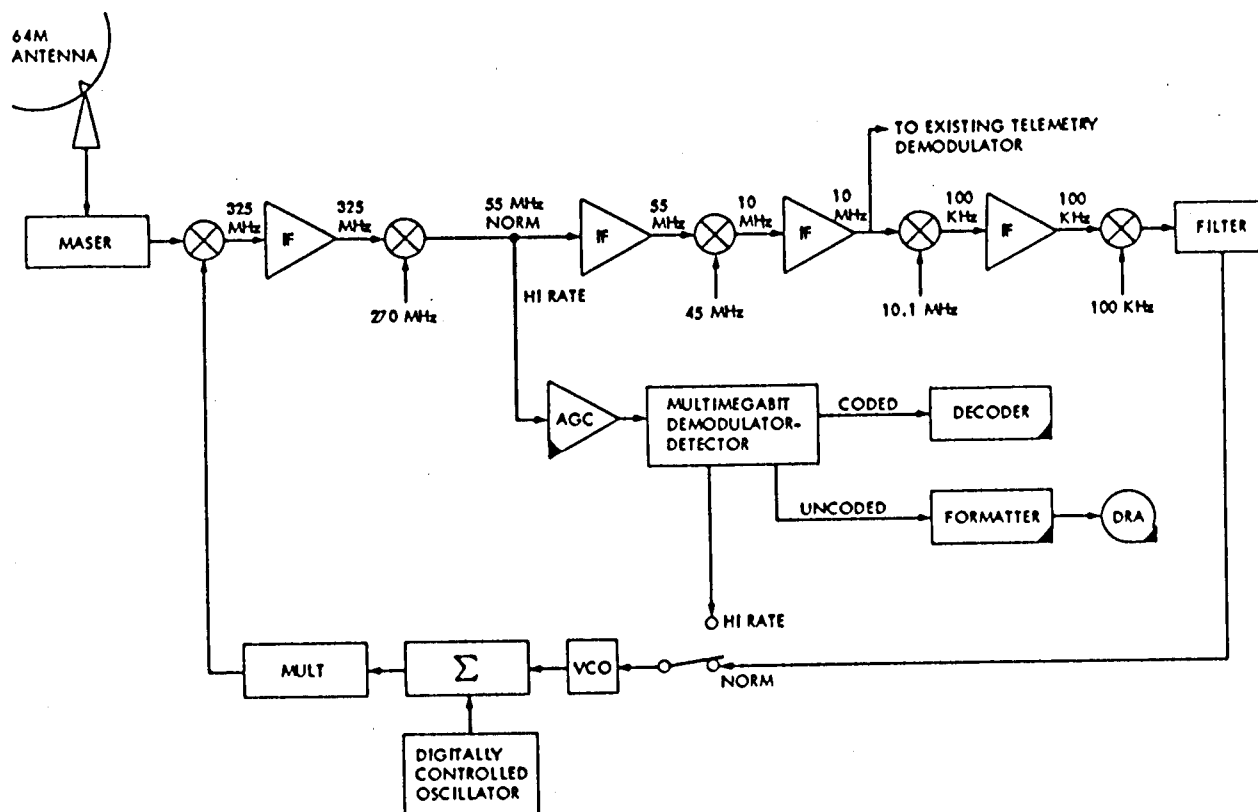 64M
ANTENNA
MASER
325
MHz
IF
325
MHz
270 MHz
55 MHz
NORM
HI RATE
IF
55
MHz
45 MHz
10
MHz
IF
10
MHz
TO EXISTING TELEMETRY
DEMODULATOR
10.1 MHz
100
KHz
IF
100
KHz
100 KHz
FILTER
AGC
MULTIMEGABIT
DEMODULATOR-
DETECTOR
CODED
DECODER
UNCODED
FORMATTER
DRA
HI RATE
NORM
VCO
Σ
MULT
DIGITALLY
CONTROLLED
OSCILLATOR